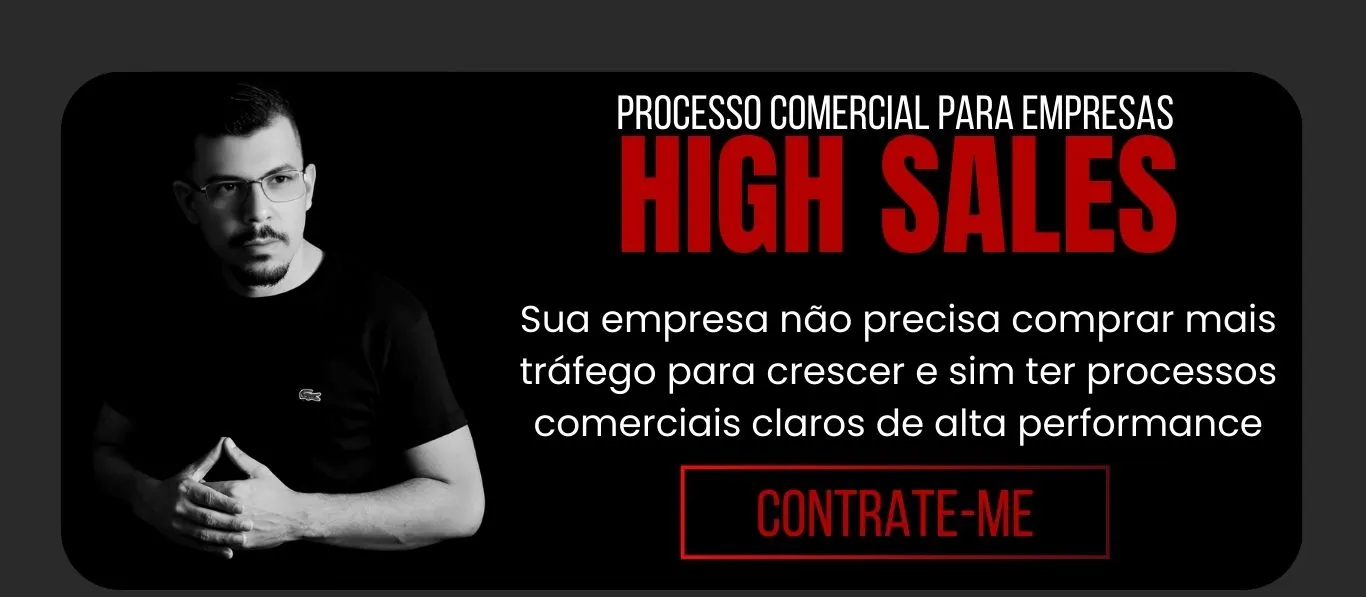 PROCESSO COMERCIAL PARA EMPRESAS
HIGH SALES
Sua empresa não precisa comprar mais
tráfego para crescer e sim ter processos
comerciais claros de alta performance
CONTRATE-ME